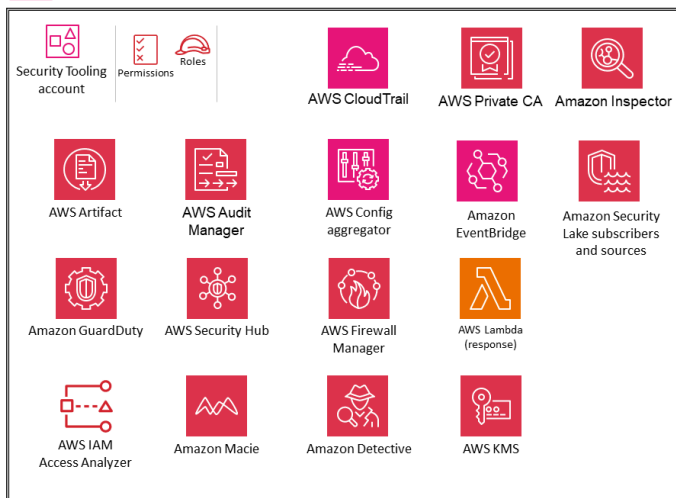 Security Tooling
account
Permissions
Roles
AWS CloudTrail
AWS Private CA
Amazon Inspector
AWS Artifact
AWS Audit
Manager
AWS Config
aggregator
Amazon
EventBridge
Amazon Security
Lake subscribers
and sources
Amazon GuardDuty
AWS Security Hub
AWS Firewall
Manager
AWS Lambda
(response)
AWS IAM
Access Analyzer
Amazon Macie
Amazon Detective
AWS KMS